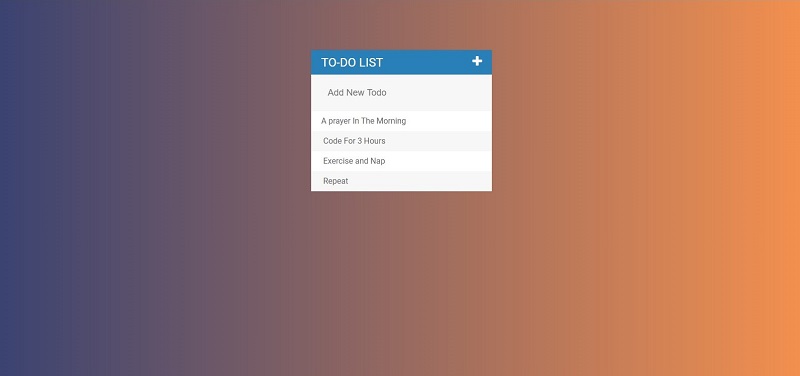 TO-DO LIST
Add New Todo
A prayer In The Morning
Code For 3 Hours
Exercise and Nap
Repeat